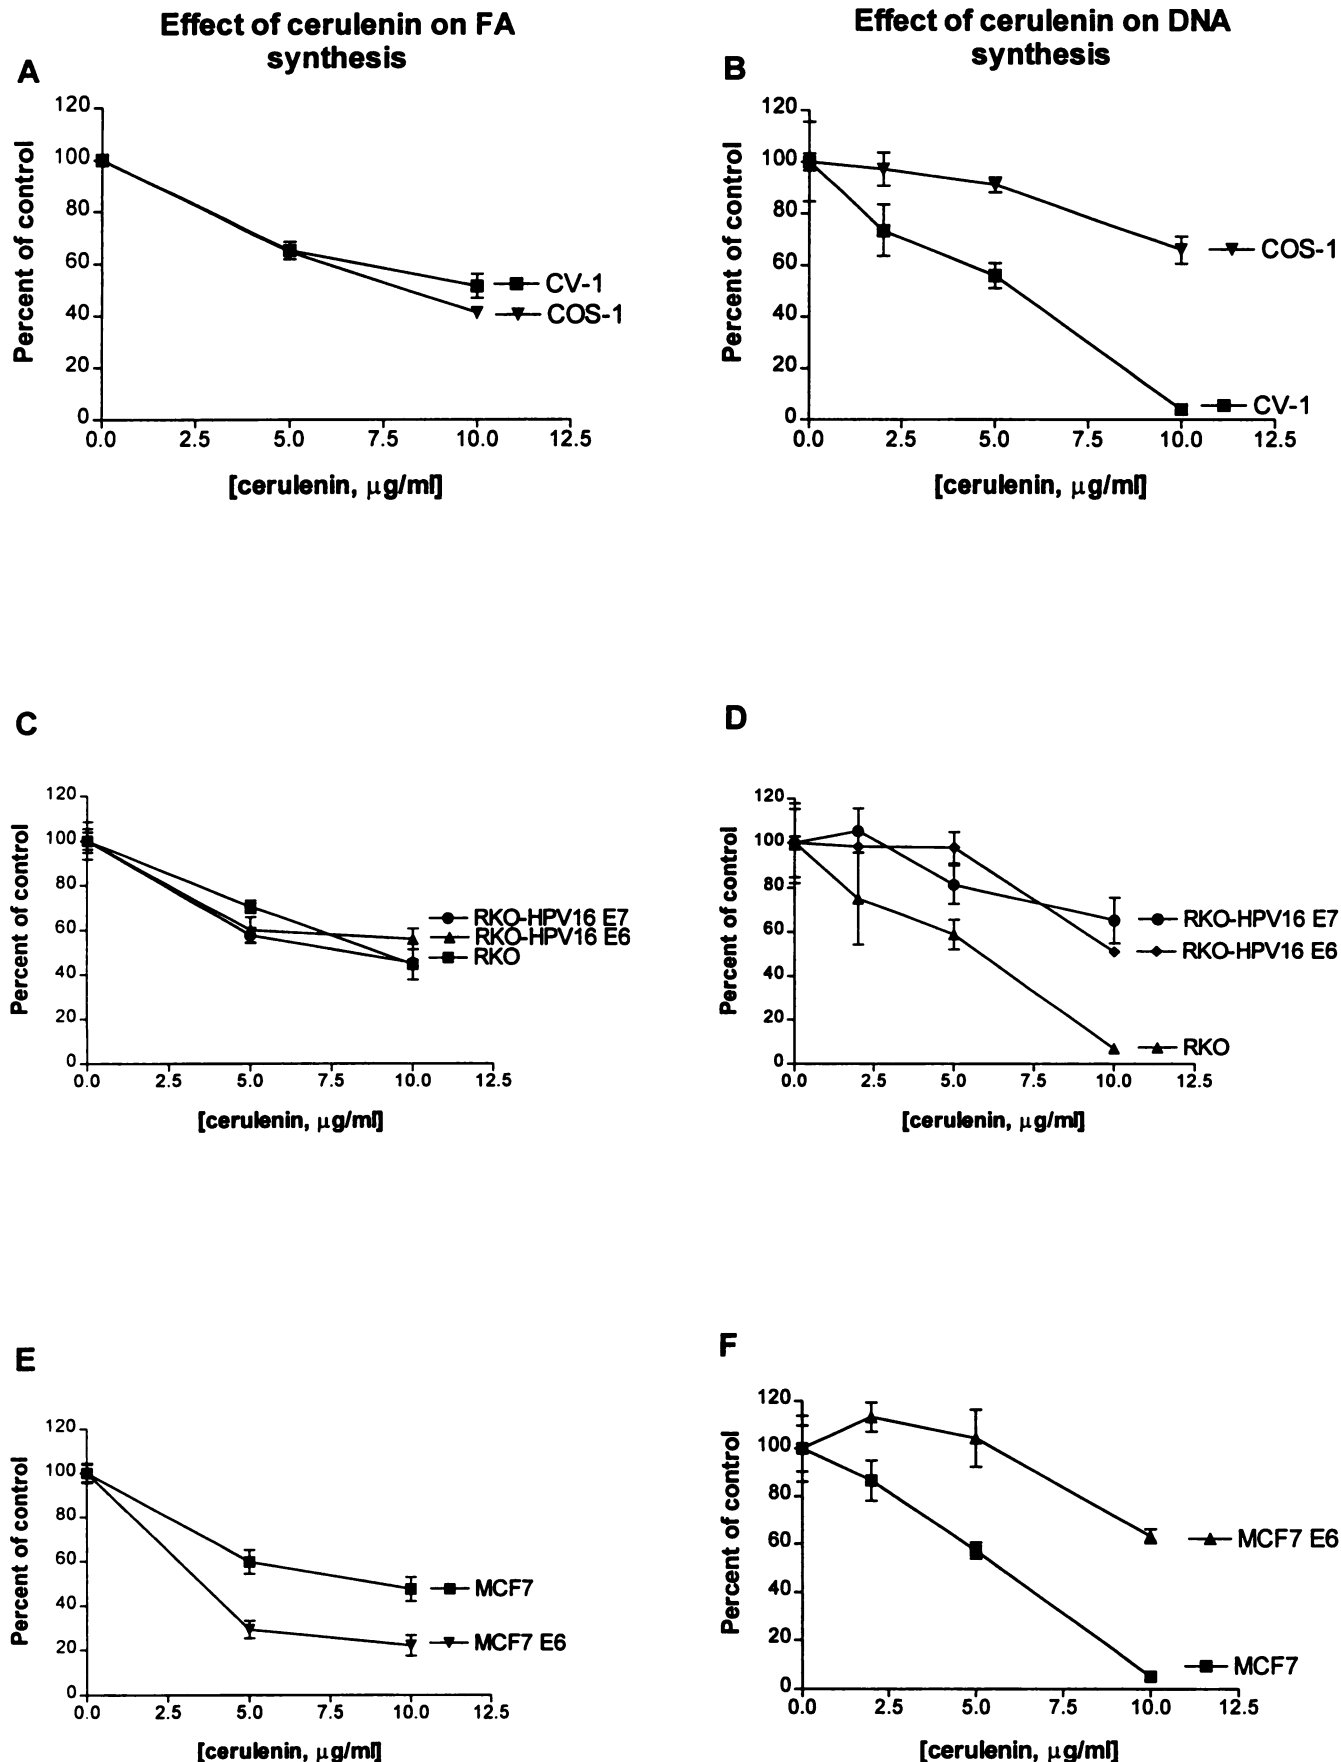 Effect of cerulenin on FA
synthesis
Effect of cerulenin on DNA
synthesis
A
120
100
80
60
40
20
0
Percent of control
CV-1
COS-1
0.0 2.5 5.0 7.5 10.0 12.5
[cerulenin, μg/ml]
B
120
100
80
60
40
20
0
Percent of control
COS-1
CV-1
0.0 2.5 5.0 7.5 10.0 12.5
[cerulenin, μg/ml]
C
120
100
80
60
40
20
0
Percent of control
RKO-HPV16 E7
RKO-HPV16 E6
RKO
0.0 2.5 5.0 7.5 10.0 12.5
[cerulenin, μg/ml]
D
120
100
80
60
40
20
0
Percent of control
RKO-HPV16 E7
RKO-HPV16 E6
RKO
0.0 2.5 5.0 7.5 10.0 12.5
[cerulenin, μg/ml]
E
120
100
80
60
40
20
0
Percent of control
MCF7
MCF7 E6
0.0 2.5 5.0 7.5 10.0 12.5
[cerulenin, μg/ml]
F
120
100
80
60
40
20
0
Percent of control
MCF7 E6
MCF7
0.0 2.5 5.0 7.5 10.0 12.5
[cerulenin, μg/ml]